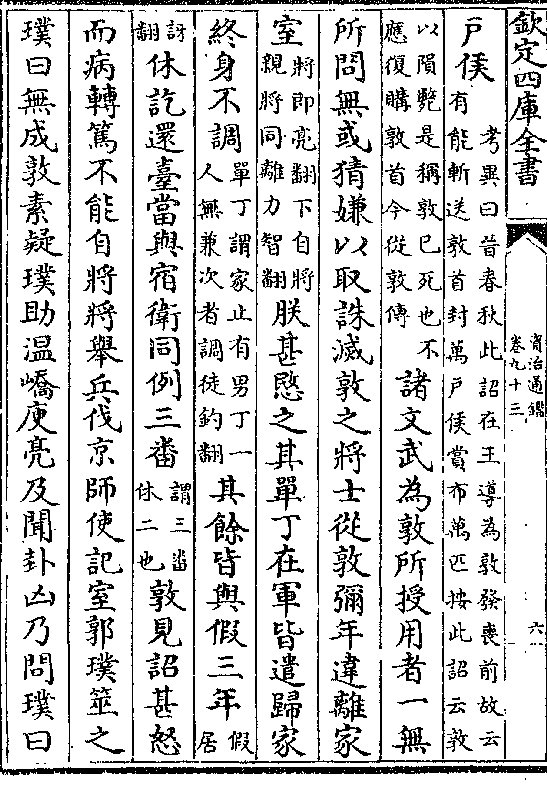 欽定四庫全書
資治通鑑
卷九十三
六
戸侯
考異曰晉春秋此詔在王導為敦發喪前故云
有能斬送敦首封萬戸侯賞布萬匹按此詔云敦
以隕斃是稱敦已死也不
應復購敦首今從敦傳
諸文武為敦所授用者一無
所問無或猜嫌以取誅滅敦之將士從敦彌年違離家
室
將即亮翻下自將
親將同離力智翻
朕甚愍之其單丁在軍皆遣歸家
終身不調
單丁謂家止有男丁一
人無兼次者調徒釣翻
其餘皆與假三年
假
居
訝
翻
休訖還臺當與宿衛同例三番
謂三番
休二也
敦見詔甚怒
而病轉篤不能自將將舉兵伐京師使記室郭璞筮之
璞曰無成敦素疑璞助温嶠庾亮及聞卦凶乃問璞曰